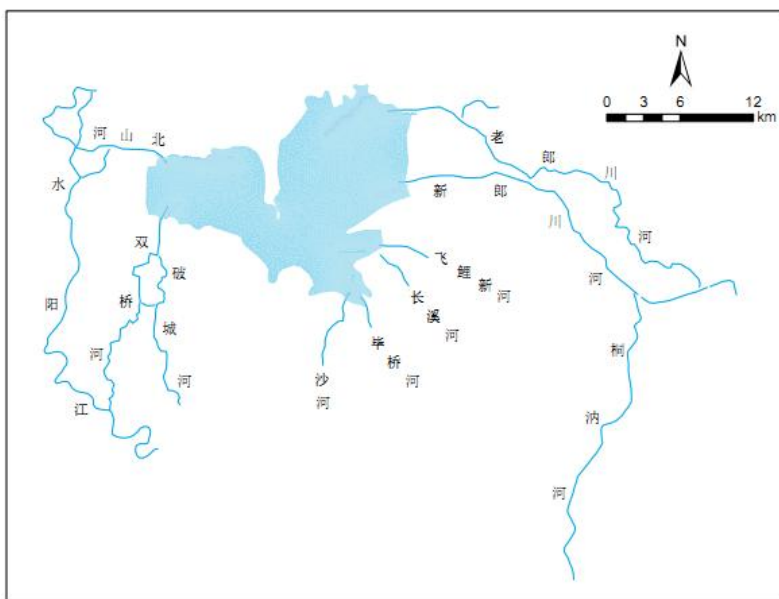 N
0 3 6 12
km
北山河
水阳江
双桥河
破城河
沙河
毕桥河
长溪河
飞鲤新河
新郎川河
老郎川河
桐汭河